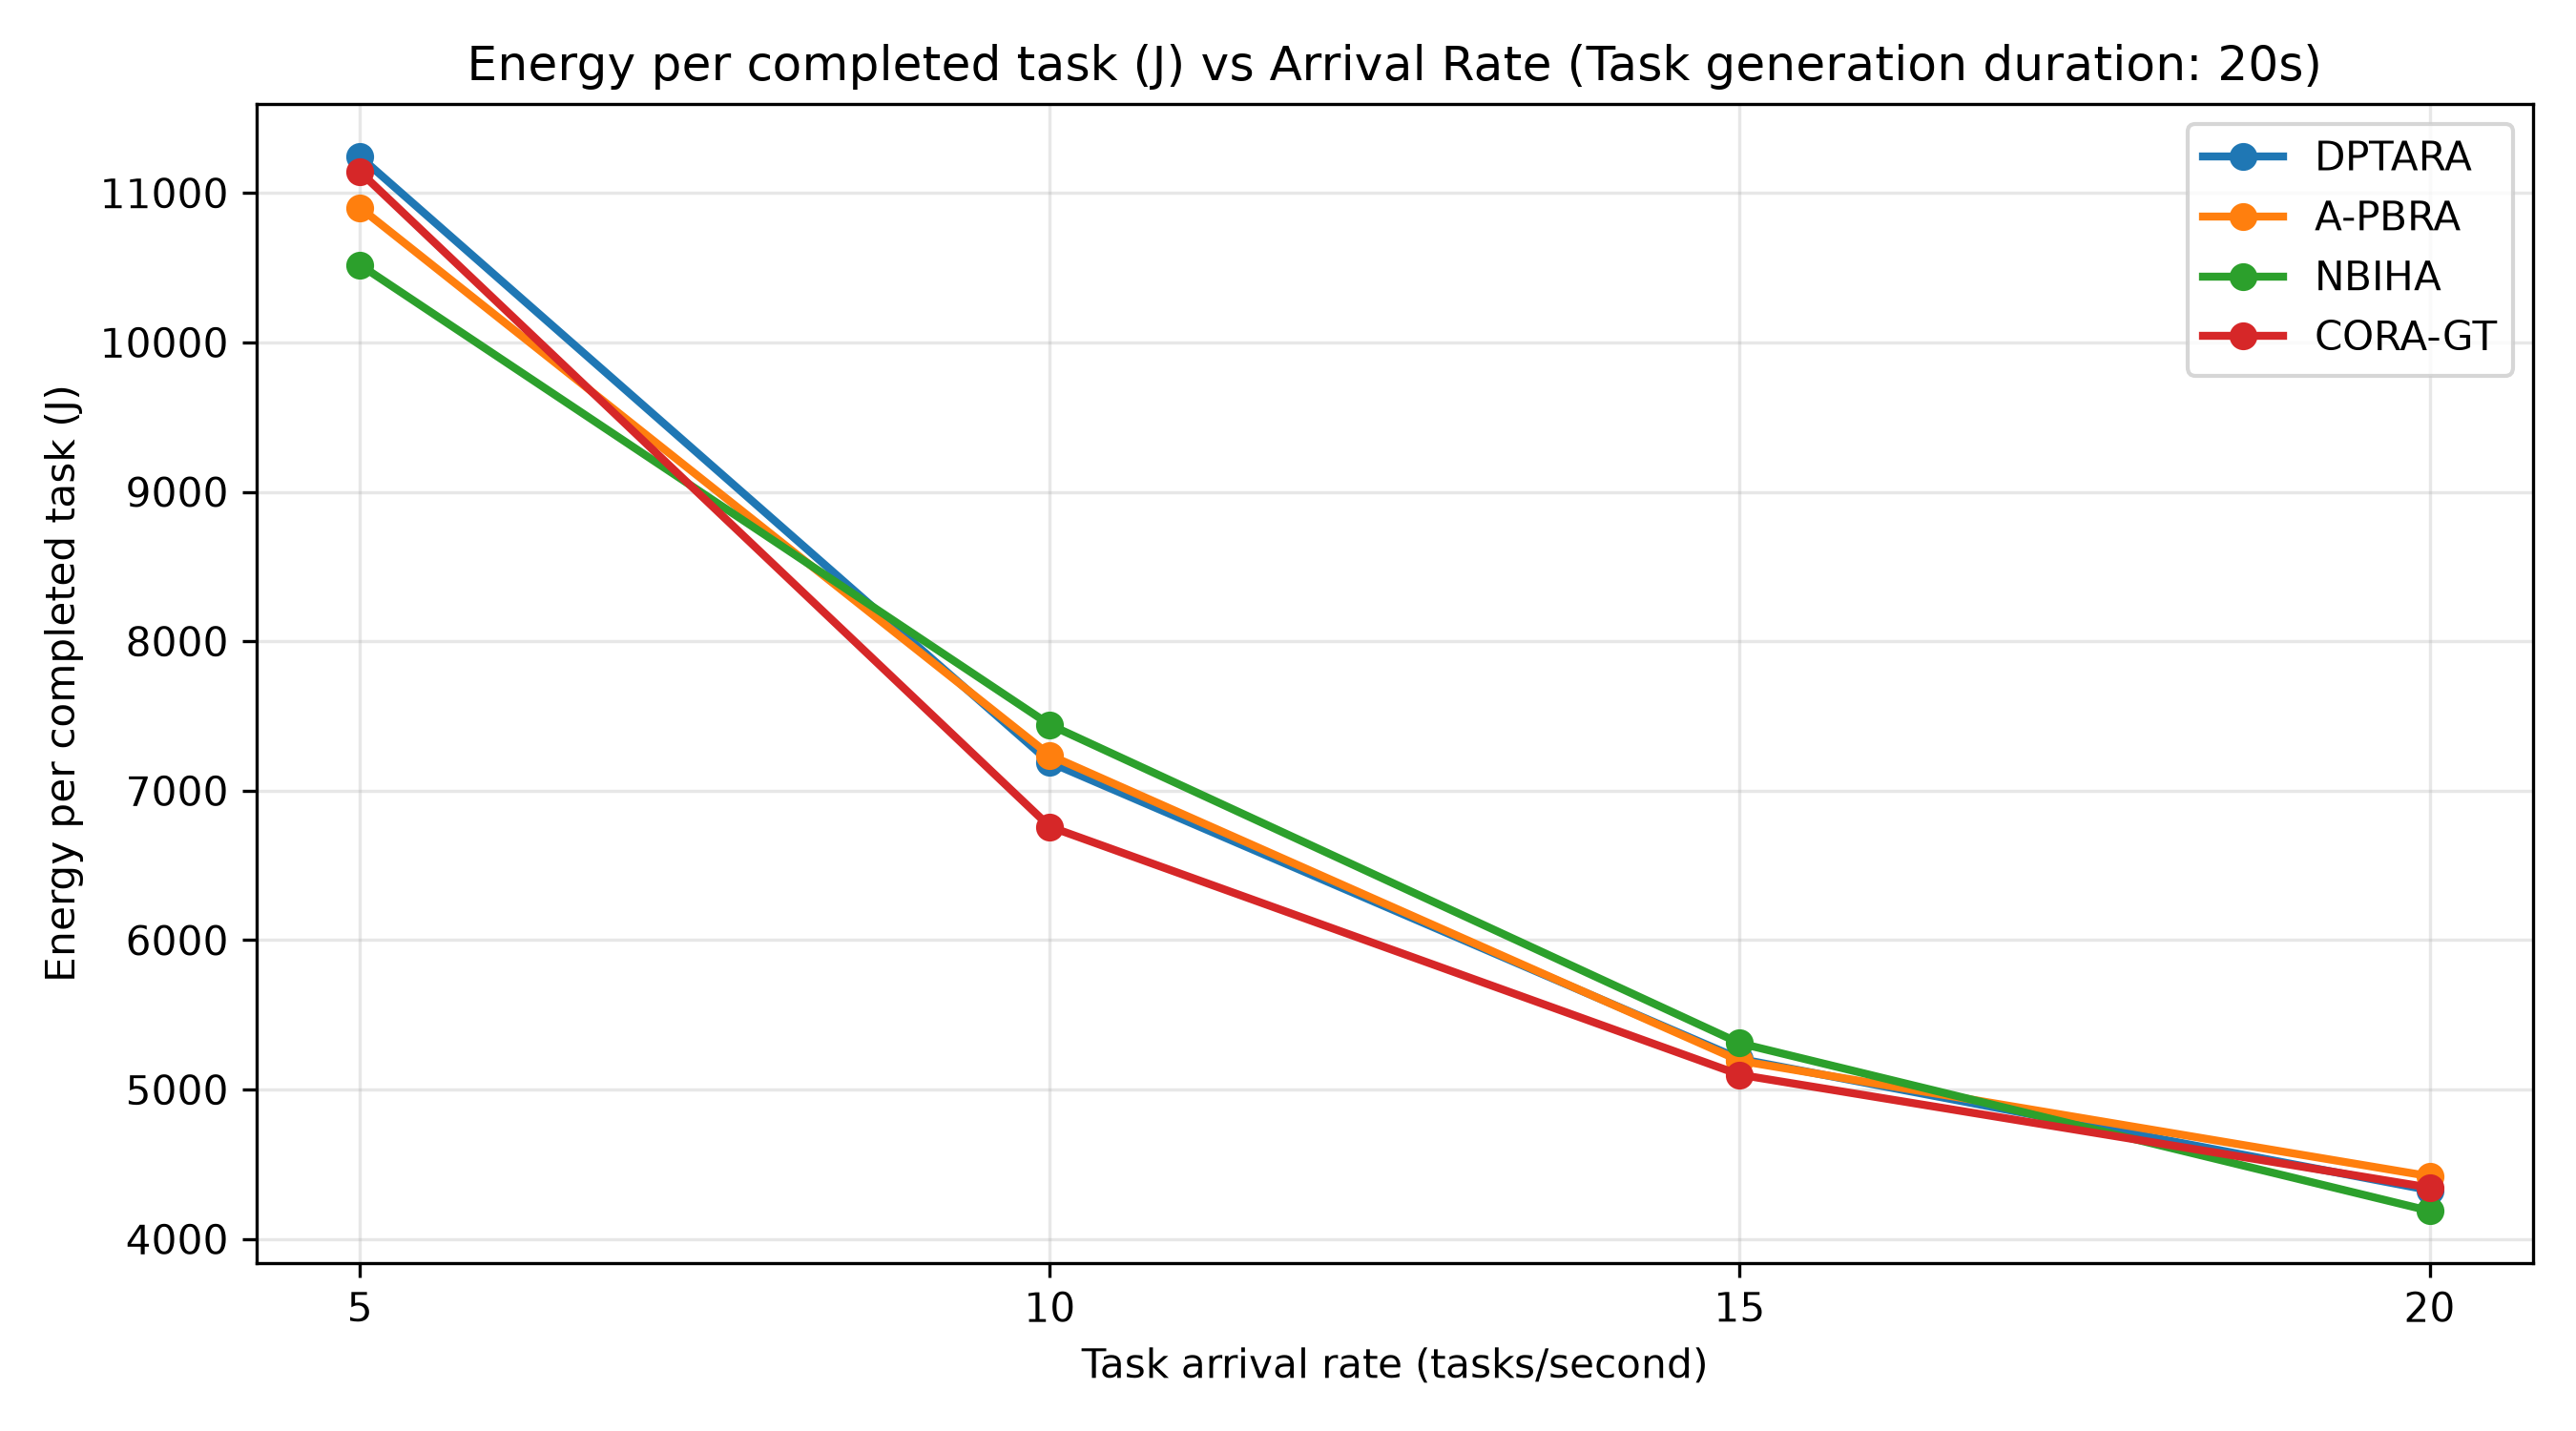 Energy per completed task (J) vs Arrival Rate (Task generation duration: 20s)
DPTARA
A-PBRA
NBIHA
CORA-GT
Energy per completed task (J)
11000
10000
9000
8000
7000
6000
5000
4000
5
10
15
20
Task arrival rate (tasks/second)